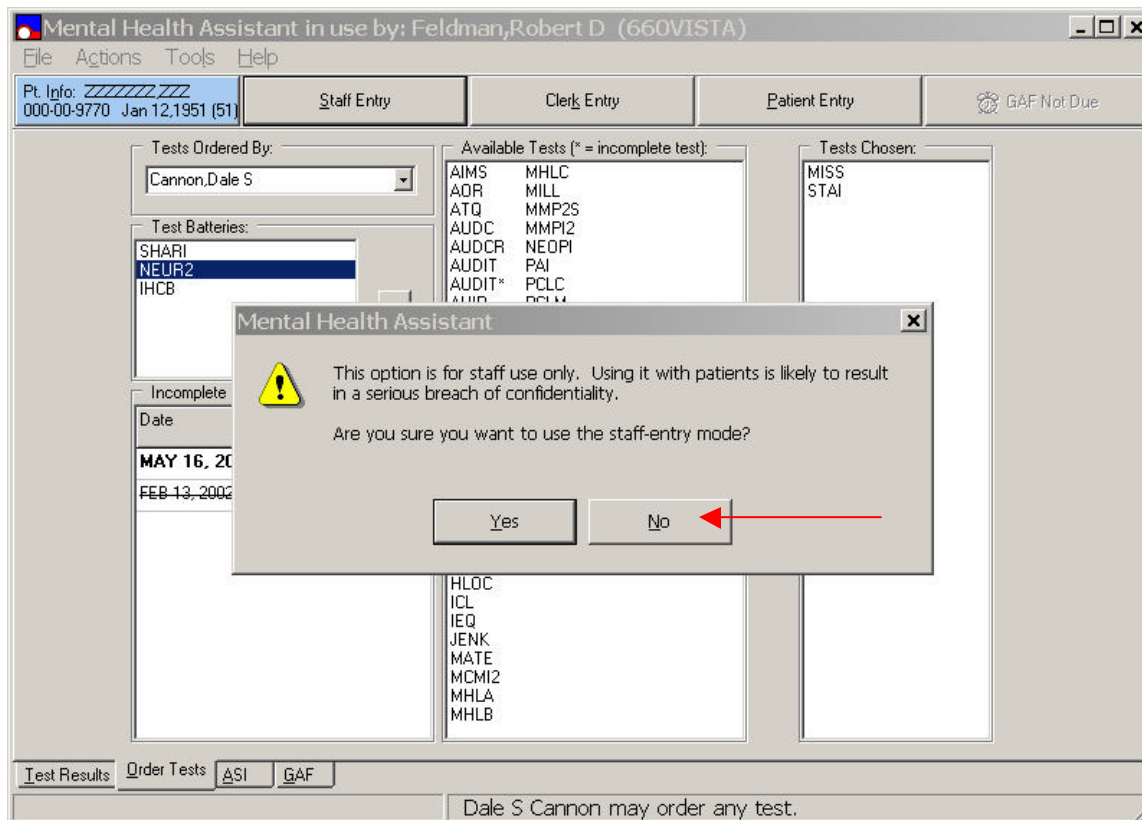 Mental Health Assistant in use by: Feldman,Robert D (660VISTA)
File Actions Tools Help
Pt. Info: ZZZZZZZ,ZZZ
000-00-9770 Jan 12,1951 (51)
Staff Entry
Clerk Entry
Patient Entry
GAF Not Due
Tests Ordered By:
Cannon,Dale S
Test Batteries:
SHARI
NEUR2
IHCB
Incomplete
Date
MAY 16, 20
FEB 13, 2002
Available Tests (* = incomplete test):
AIMS MHLC
AOR MILL
ATQ MMP2S
AUDC MMPI2
AUDCR NEOPI
AUDIT PAI
AUDIT* PCLC
HLOC
ICL
IEQ
JENK
MATE
MCMI2
MHLA
MHLB
Tests Chosen:
MISS
STAI
Mental Health Assistant
This option is for staff use only. Using it with patients is likely to result
in a serious breach of confidentiality.
Are you sure you want to use the staff-entry mode?
Yes
No
Test Results
Order Tests
ASI
GAF
Dale S Cannon may order any test.